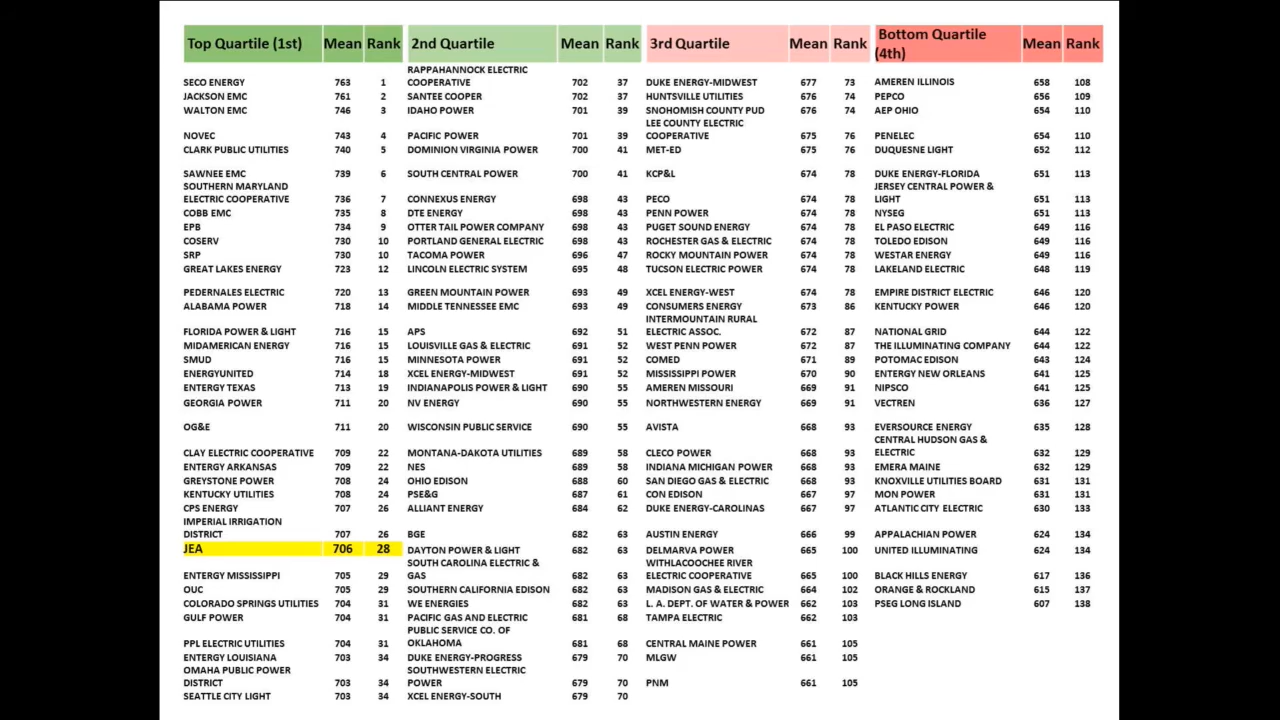 Top Quartile (1st) Mean Rank 2nd Quartile Mean Rank 3rd Quartile Mean Rank Bottom Quartile (4th) Mean Rank
SECO ENERGY 763 1 RAPPAHANNOCK ELECTRIC COOPERATIVE 702 37 DUKE ENERGY-MIDWEST 677 73 AMEREN ILLINOIS 658 108
JACKSON EMC 761 2 SANTEE COOPER 702 37 HUNTSVILLE UTILITIES 676 74 PEPCO 656 109
WALTON EMC 746 3 IDAHO POWER 701 39 SNOHOMISH COUNTY PUD 676 74 AEP OHIO 654 110
NOVEC 743 4 PACIFIC POWER 701 39 LEE COUNTY ELECTRIC COOPERATIVE 675 76 PENELEC 654 110
CLARK PUBLIC UTILITIES 740 5 DOMINION VIRGINIA POWER 700 41 MET-ED 675 76 DUQUESNE LIGHT 652 112
SAWNEE EMC 739 6 SOUTH CENTRAL POWER 700 41 KCP&L 674 78 DUKE ENERGY-FLORIDA 651 113
SOUTHERN MARYLAND ELECTRIC COOPERATIVE 736 7 CONNEXUS ENERGY 698 43 PECO 674 78 JERSEY CENTRAL POWER & LIGHT 651 113
COBB EMC 735 8 DTE ENERGY 698 43 PENN POWER 674 78 NYSEG 651 113
EPB 734 9 OTTER TAIL POWER COMPANY 698 43 PUGET SOUND ENERGY 674 78 EL PASO ELECTRIC 649 116
COSERV 730 10 PORTLAND GENERAL ELECTRIC 698 43 ROCHESTER GAS & ELECTRIC 674 78 TOLEDO EDISON 649 116
SRP 730 10 TACOMA POWER 696 47 ROCKY MOUNTAIN POWER 674 78 WESTAR ENERGY 649 116
GREAT LAKES ENERGY 723 12 LINCOLN ELECTRIC SYSTEM 695 48 TUCSON ELECTRIC POWER 674 78 LAKELAND ELECTRIC 648 119
PEDERNALES ELECTRIC 720 13 GREEN MOUNTAIN POWER 693 49 XCEL ENERGY-WEST 674 78 EMPIRE DISTRICT ELECTRIC 646 120
ALABAMA POWER 718 14 MIDDLE TENNESSEE EMC 693 49 CONSUMERS ENERGY 673 86 KENTUCKY POWER 646 120
FLORIDA POWER & LIGHT 716 15 APS 692 51 INTERMOUNTAIN RURAL ELECTRIC ASSOC. 672 87 NATIONAL GRID 644 122
MIDAMERICAN ENERGY 716 15 LOUISVILLE GAS & ELECTRIC 691 52 WEST PENN POWER 672 87 THE ILLUMINATING COMPANY 644 122
SMUD 716 15 MINNESOTA POWER 691 52 COMED 671 89 POTOMAC EDISON 643 124
ENERGYUNITED 714 18 XCEL ENERGY-MIDWEST 691 52 MISSISSIPPI POWER 670 90 ENTERGY NEW ORLEANS 641 125
ENTERGY TEXAS 713 19 INDIANAPOLIS POWER & LIGHT 690 55 AMEREN MISSOURI 669 91 NIPSCO 641 125
GEORGIA POWER 711 20 NV ENERGY 690 55 NORTHWESTERN ENERGY 669 91 VECTREN 636 127
OG&E 711 20 WISCONSIN PUBLIC SERVICE 690 55 AVISTA 668 93 EVERSOURCE ENERGY 635 128
CLAY ELECTRIC COOPERATIVE 709 22 MONTANA-DAKOTA UTILITIES 689 58 CLECO POWER 668 93 CENTRAL HUDSON GAS & ELECTRIC 632 129
ENTERGY ARKANSAS 709 22 NES 689 58 INDIANA MICHIGAN POWER 668 93 EMERA MAINE 632 129
GREYSTONE POWER 708 24 OHIO EDISON 688 60 SAN DIEGO GAS & ELECTRIC 668 93 KNOXVILLE UTILITIES BOARD 631 131
KENTUCKY UTILITIES 708 24 PSE&G 687 61 CON EDISON 667 97 MON POWER 631 131
CPS ENERGY 707 26 ALLIANT ENERGY 684 62 DUKE ENERGY-CAROLINAS 667 97 ATLANTIC CITY ELECTRIC 630 133
IMPERIAL IRRIGATION DISTRICT 707 26 BGE 682 63 AUSTIN ENERGY 666 99 APPALACHIAN POWER 624 134
JEA 706 28 DAYTON POWER & LIGHT 682 63 DELMARVA POWER 665 100 UNITED ILLUMINATING 624 134
ENTERGY MISSISSIPPI 705 29 SOUTH CAROLINA ELECTRIC & GAS 682 63 WITHLACOOCHEE RIVER ELECTRIC COOPERATIVE 665 100 BLACK HILLS ENERGY 617 136
OUC 705 29 SOUTHERN CALIFORNIA EDISON 682 63 MADISON GAS & ELECTRIC 664 102 ORANGE & ROCKLAND 615 137
COLORADO SPRINGS UTILITIES 704 31 WE ENERGIES 682 63 L. A. DEPT. OF WATER & POWER 662 103 PSEG LONG ISLAND 607 138
GULF POWER 704 31 PACIFIC GAS AND ELECTRIC 681 68 TAMPA ELECTRIC 662 103
PPL ELECTRIC UTILITIES 704 31 PUBLIC SERVICE CO. OF OKLAHOMA 681 68 CENTRAL MAINE POWER 661 105
ENTERGY LOUISIANA 703 34 DUKE ENERGY-PROGRESS 679 70 MLGW 661 105
OMAHA PUBLIC POWER DISTRICT 703 34 SOUTHWESTERN ELECTRIC POWER 679 70 PNM 661 105
SEATTLE CITY LIGHT 703 34 XCEL ENERGY-SOUTH 679 70